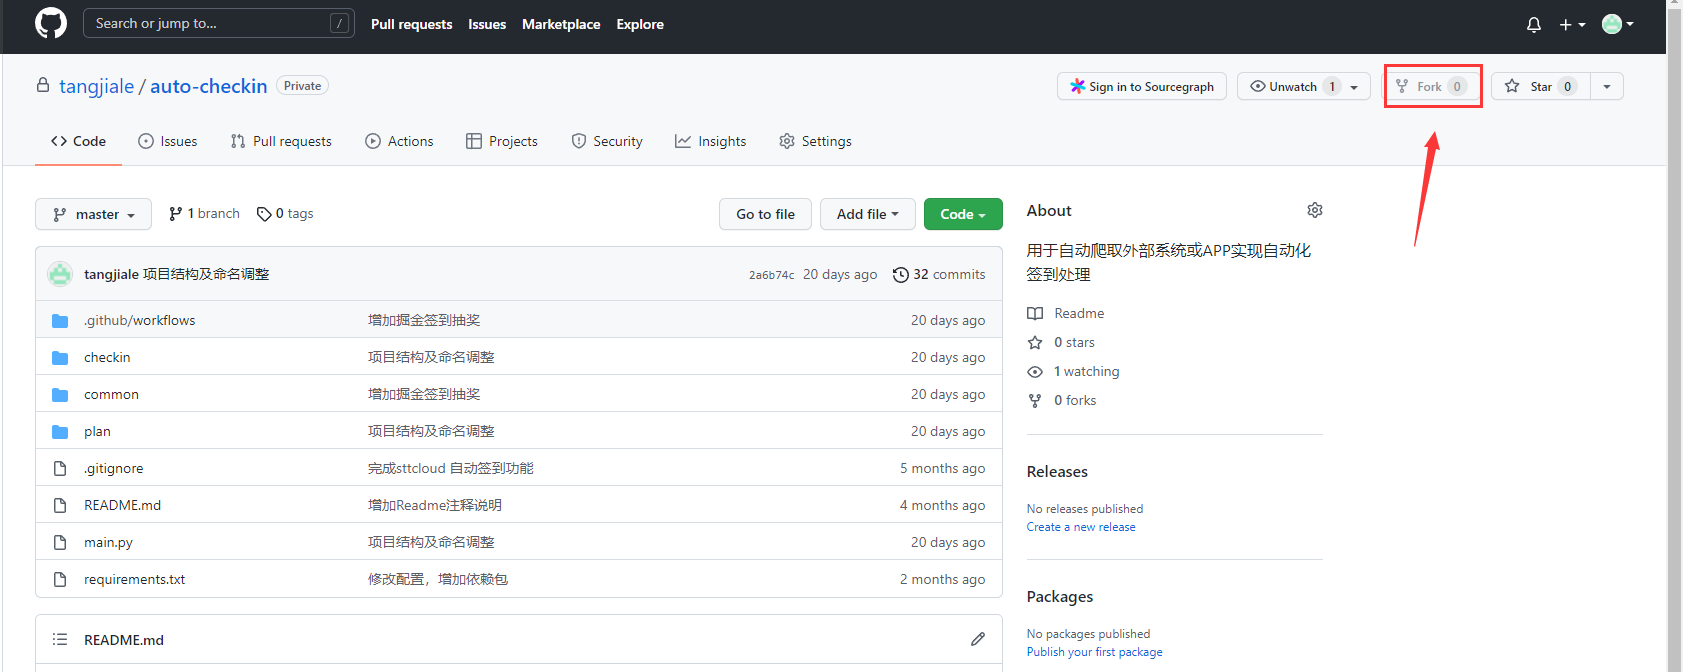 Search or jump to... /
Pull requests Issues Marketplace Explore
tangjiale / auto-checkin Private
Sign in to Sourcegraph Unwatch 1 Fork 0 Star 0
Code Issues Pull requests Actions Projects Security Insights Settings
master 1 branch 0 tags Go to file Add file Code
tangjiale 项目结构及命名调整 2a6b74c 20 days ago 32 commits
.github/workflows 增加掘金签到抽奖 20 days ago
checkin 项目结构及命名调整 20 days ago
common 增加掘金签到抽奖 20 days ago
plan 项目结构及命名调整 20 days ago
.gitignore 完成sttcloud 自动签到功能 5 months ago
README.md 增加Readme注释说明 4 months ago
main.py 项目结构及命名调整 20 days ago
requirements.txt 修改配置，增加依赖包 2 months ago
README.md
About
用于自动爬取外部系统或APP实现自动化
签到处理
Readme
0 stars
1 watching
0 forks
Releases
No releases published
Create a new release
Packages
No packages published
Publish your first package